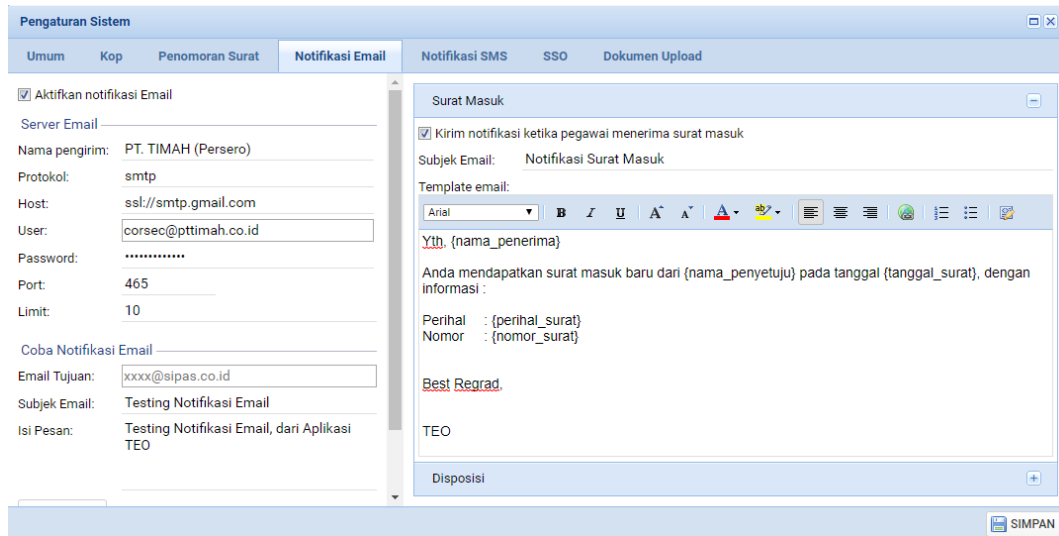 Pengaturan Sistem
Umum Kop Penomoran Surat Notifikasi Email Notifikasi SMS SSO Dokumen Upload
Aktifkan notifikasi Email
Server Email
Nama pengirim: PT. TIMAH (Persero)
Protokol: smtp
Host: ssl://smtp.gmail.com
User: corsec@pttimah.co.id
Password: •••••••••••••
Port: 465
Limit: 10
Coba Notifikasi Email
Email Tujuan: xxxx@sipas.co.id
Subjek Email: Testing Notifikasi Email
Isi Pesan: Testing Notifikasi Email, dari Aplikasi
TEO
Surat Masuk
Kirim notifikasi ketika pegawai menerima surat masuk
Subjek Email: Notifikasi Surat Masuk
Template email:
Arial B I U A A A ab
Yth, {nama_penerima}
Anda mendapatkan surat masuk baru dari {nama_penyetuju} pada tanggal {tanggal_surat}, dengan
informasi :
Perihal : {perihal_surat}
Nomor : {nomor_surat}
Best Regrad,
TEO
Disposisi
SIMPAN